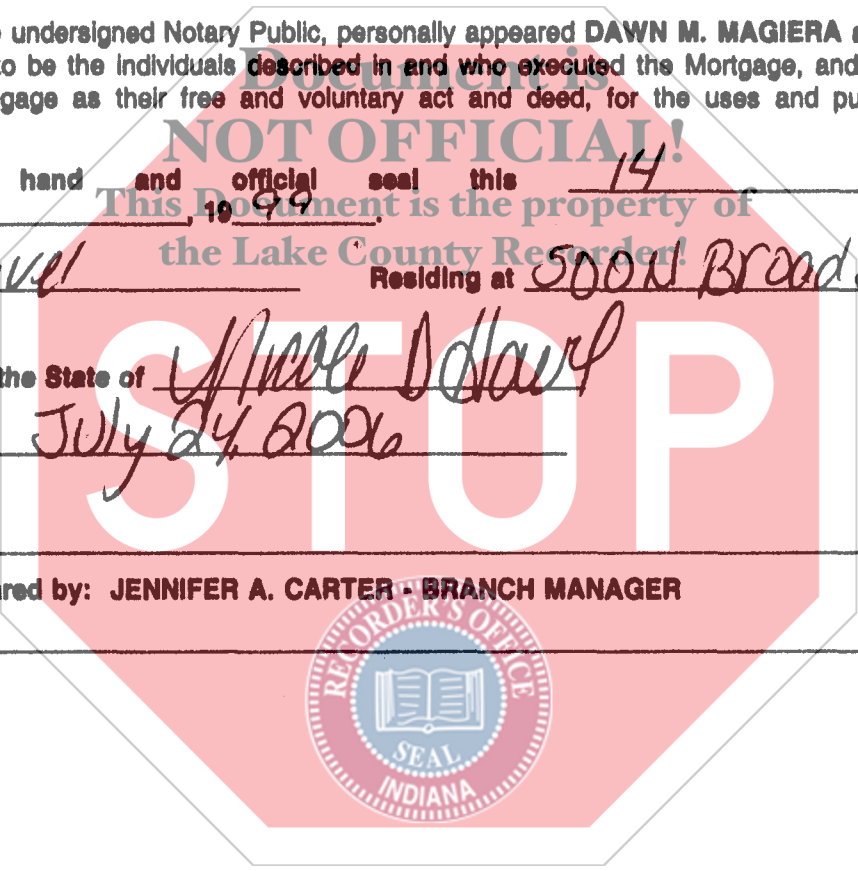 e undersigned Notary Public, personally appeared DAWN M. MAGIERA a
to be the individuals described in and who executed the Mortgage, and
gage as their free and voluntary act and deed, for the uses and pu
Document is
NOT OFFICIAL!
This Document is the property of
the Lake County Recorder!
hand and official seal this 14
, 19 99.
Residing at 500 N Broad
the State of
July 24, 2006
STOP
red by: JENNIFER A. CARTER - BRANCH MANAGER
RECORDER'S OFFICE
SEAL
INDIANA